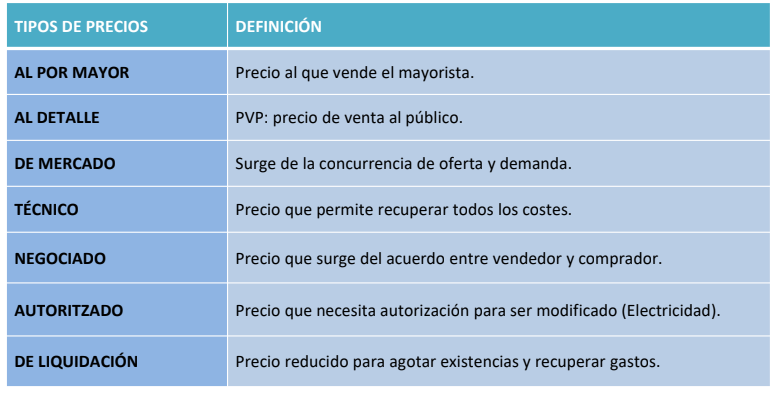 TIPOS DE PRECIOS DEFINICIÓN
AL POR MAYOR Precio al que vende el mayorista.
AL DETALLE PVP: precio de venta al público.
DE MERCADO Surge de la concurrencia de oferta y demanda.
TÉCNICO Precio que permite recuperar todos los costes.
NEGOCIADO Precio que surge del acuerdo entre vendedor y comprador.
AUTORITZADO Precio que necesita autorización para ser modificado (Electricidad).
DE LIQUIDACIÓN Precio reducido para agotar existencias y recuperar gastos.